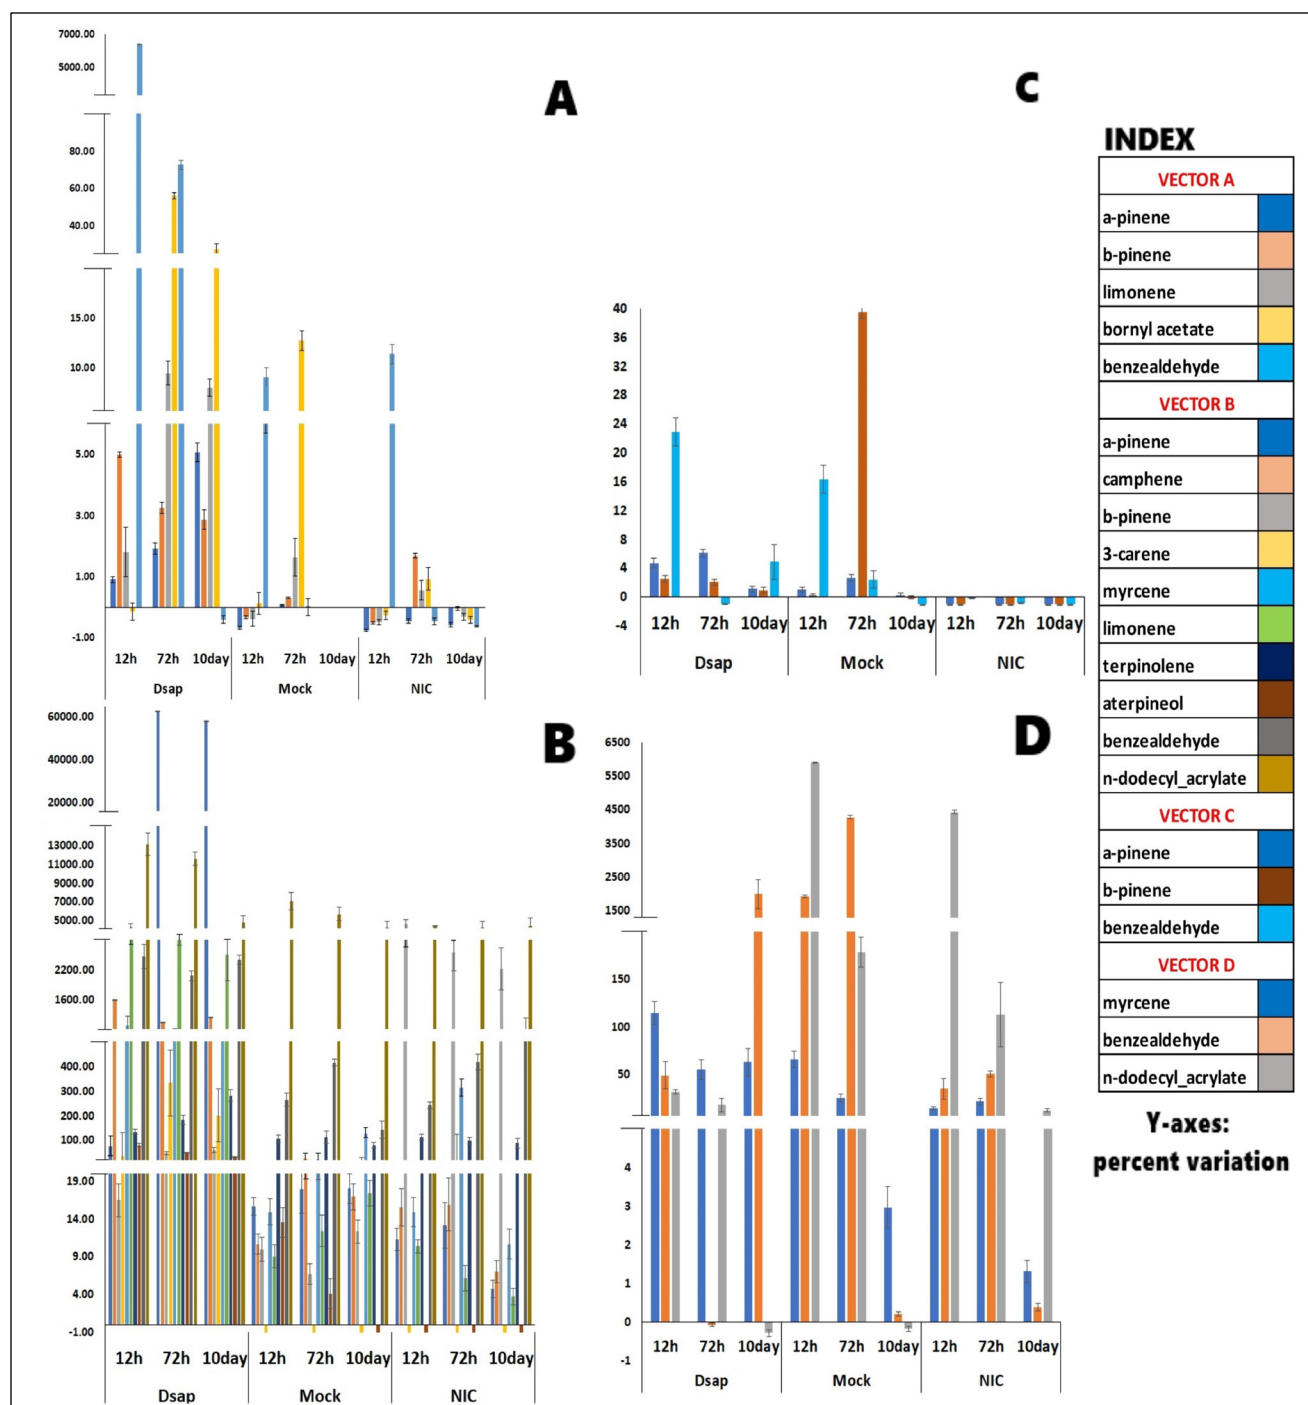 A
7000.00
5000.00
80.00
60.00
40.00
15.00
10.00
5.00
3.00
1.00
-1.00
12h 72h 10day 12h 72h 10day 12h 72h 10day
Dsap Mock NIC
C
40
36
32
28
24
20
16
12
8
4
0
-4
12h 72h 10day 12h 72h 10day 12h 72h 10day
Dsap Mock NIC
B
60000.00
40000.00
20000.00
13000.00
11000.00
9000.00
7000.00
5000.00
2200.00
1600.00
400.00
300.00
200.00
100.00
19.00
14.00
9.00
4.00
-1.00
12h 72h 10day 12h 72h 10day 12h 72h 10day
Dsap Mock NIC
D
6500
5500
4500
3500
2500
1500
150
100
50
4
3
2
1
0
-1
12h 72h 10day 12h 72h 10day 12h 72h 10day
Dsap Mock NIC
INDEX
VECTOR A
a-pinene
b-pinene
limonene
bornyl acetate
benzealdehyde
VECTOR B
a-pinene
camphene
b-pinene
3-carene
myrcene
limonene
terpinolene
aterpineol
benzealdehyde
n-dodecyl_acrylate
VECTOR C
a-pinene
b-pinene
benzealdehyde
VECTOR D
myrcene
benzealdehyde
n-dodecyl_acrylate
Y-axes:
percent variation